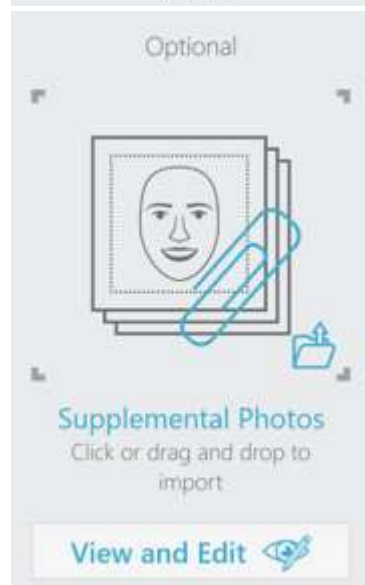 Optional
Supplemental Photos
Click or drag and drop to
import
View and Edit